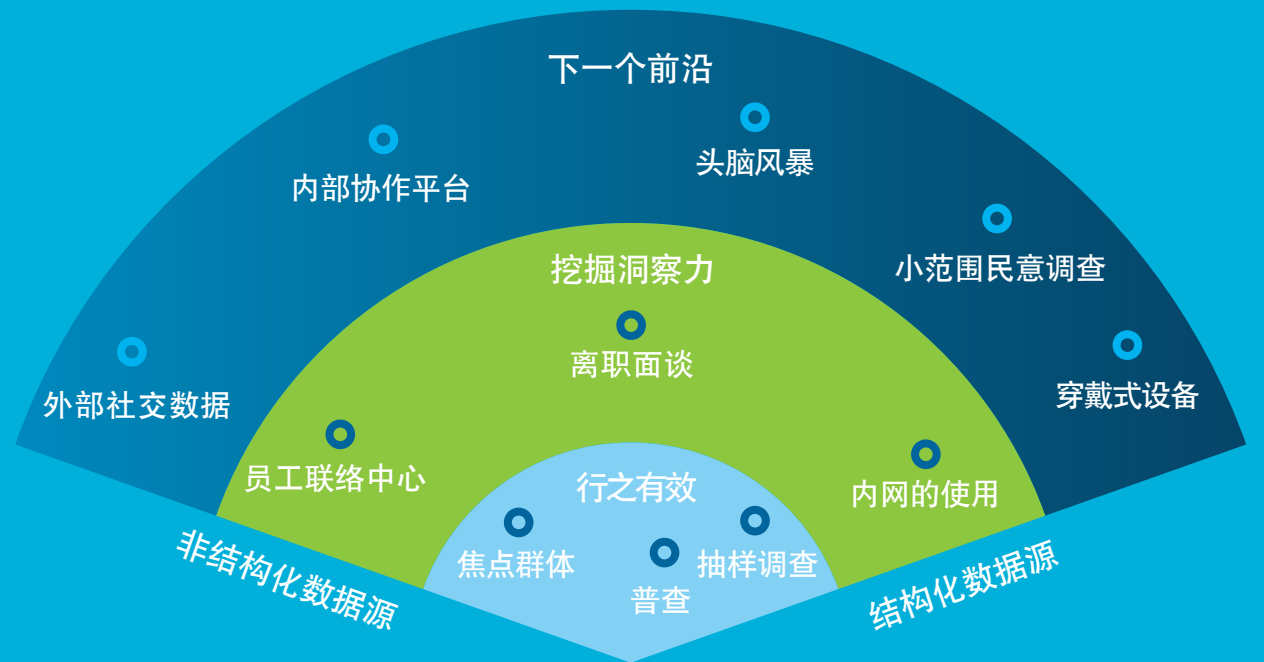 下一个前沿
头脑风暴
内部协作平台
小范围民意调查
穿戴式设备
外部社交数据
挖掘洞察力
离职面谈
员工联络中心
内网的使用
行之有效
焦点群体
抽样调查
普查
非结构化数据源
结构化数据源